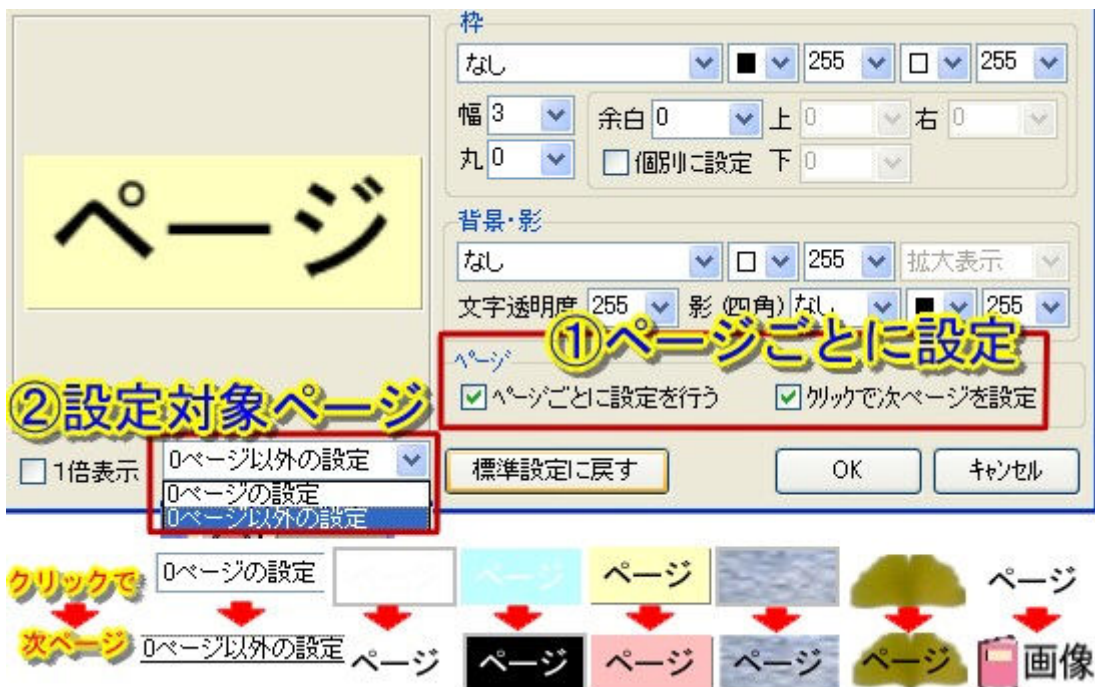 枠
なし 255 255
幅 3 余白 0 上 0 右 0
丸 0 個別に設定 下 0
ページ
背景・影
なし 255 拡大表示
文字透明度 255 影 (四角) なし 255
①ページごとに設定
ページ
ページごとに設定を行う クリックで次ページを設定
②設定対象ページ
1倍表示 0ページ以外の設定 標準設定に戻す OK キャンセル
0ページの設定
0ページ以外の設定
クリックで 0ページの設定 ページ ページ ページ
次ページ 0ページ以外の設定 ページ ページ ページ ページ ページ 画像